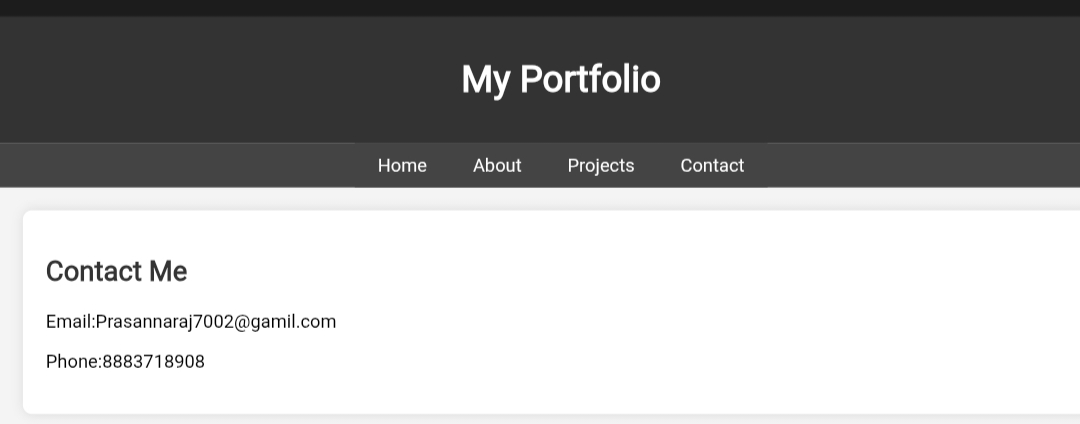 My Portfolio
Home About Projects Contact
Contact Me
Email:Prasannaraj7002@gamil.com
Phone:8883718908